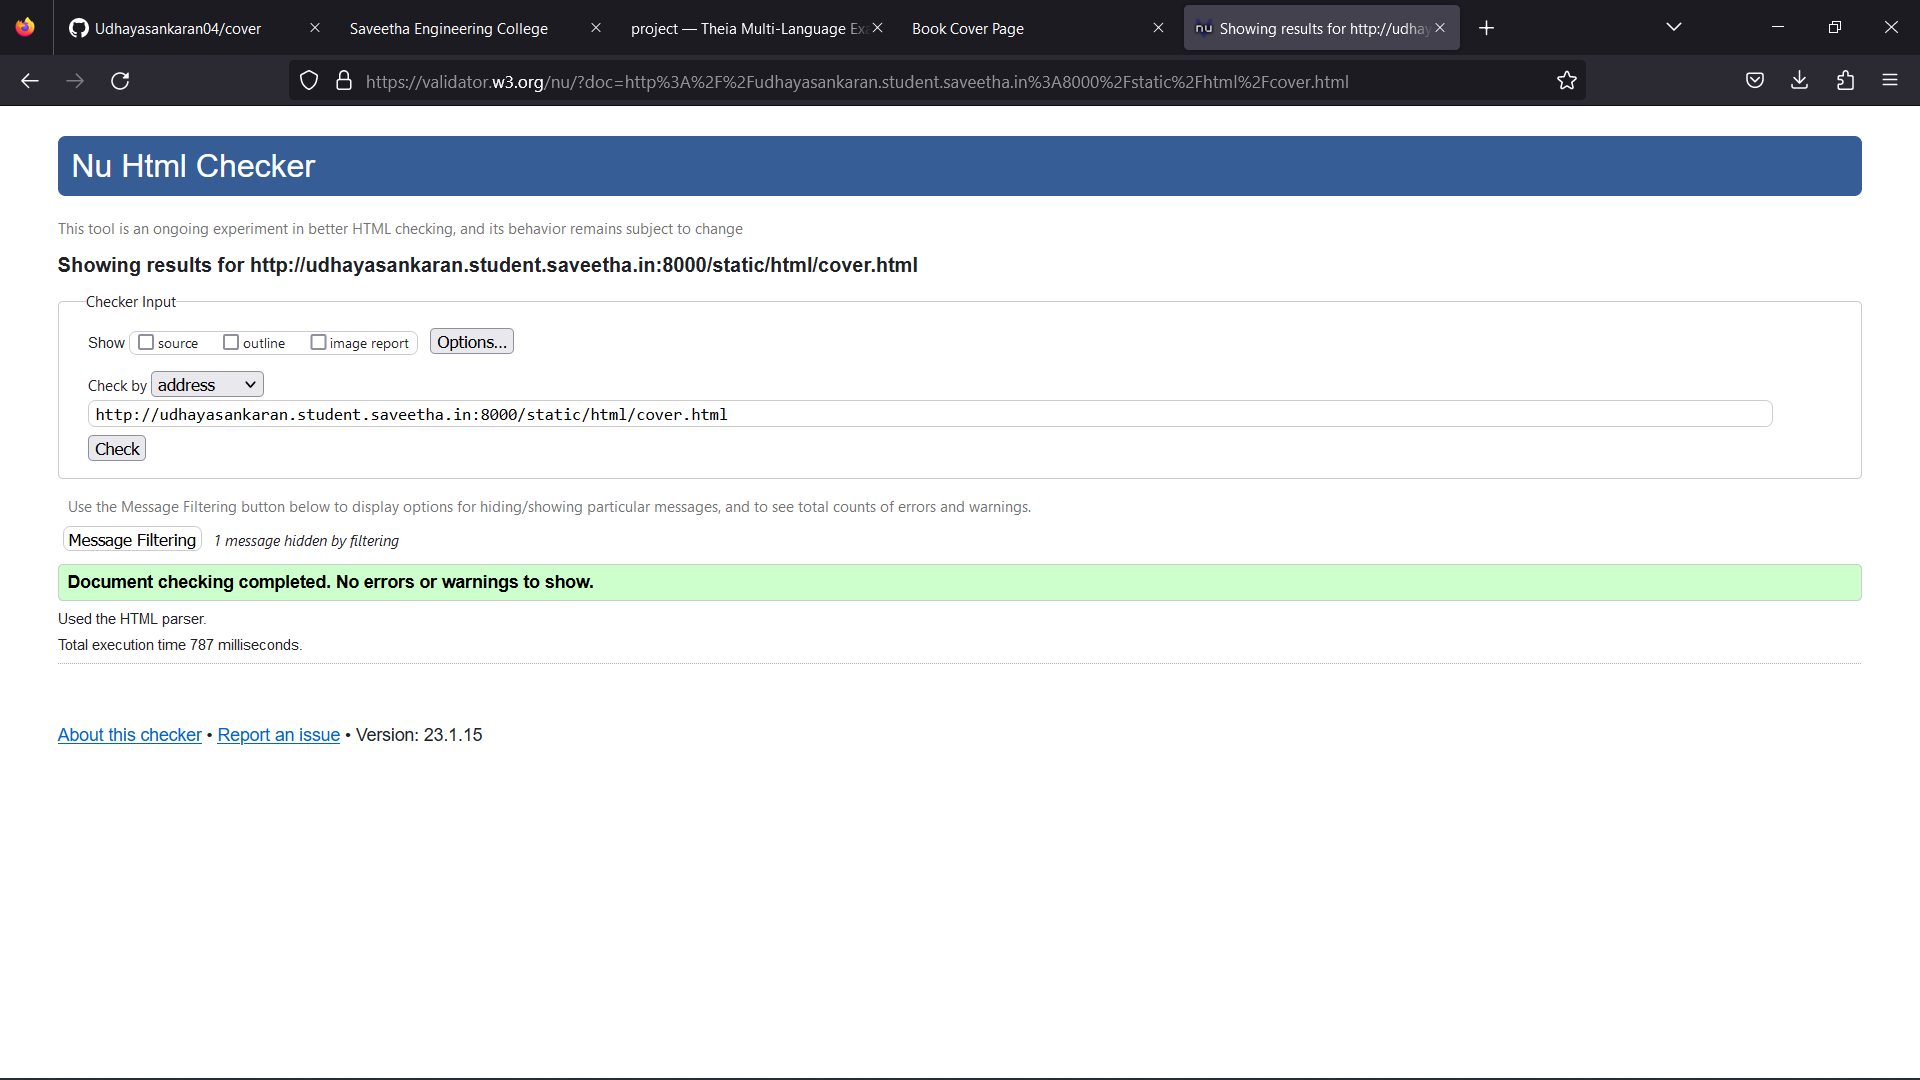 Udhayasankaran04/cover
Saveetha Engineering College
project — Theia Multi-Language Ex
Book Cover Page
nu Showing results for http://udhay
https://validator.w3.org/nu/?doc=http%3A%2F%2Fudhayasankaran.student.saveetha.in%3A8000%2Fstatic%2Fhtml%2Fcover.html
Nu Html Checker
This tool is an ongoing experiment in better HTML checking, and its behavior remains subject to change
Showing results for http://udhayasankaran.student.saveetha.in:8000/static/html/cover.html
Checker Input
Show source outline image report Options...
Check by address
http://udhayasankaran.student.saveetha.in:8000/static/html/cover.html
Check
Use the Message Filtering button below to display options for hiding/showing particular messages, and to see total counts of errors and warnings.
Message Filtering 1 message hidden by filtering
Document checking completed. No errors or warnings to show.
Used the HTML parser.
Total execution time 787 milliseconds.
About this checker • Report an issue • Version: 23.1.15